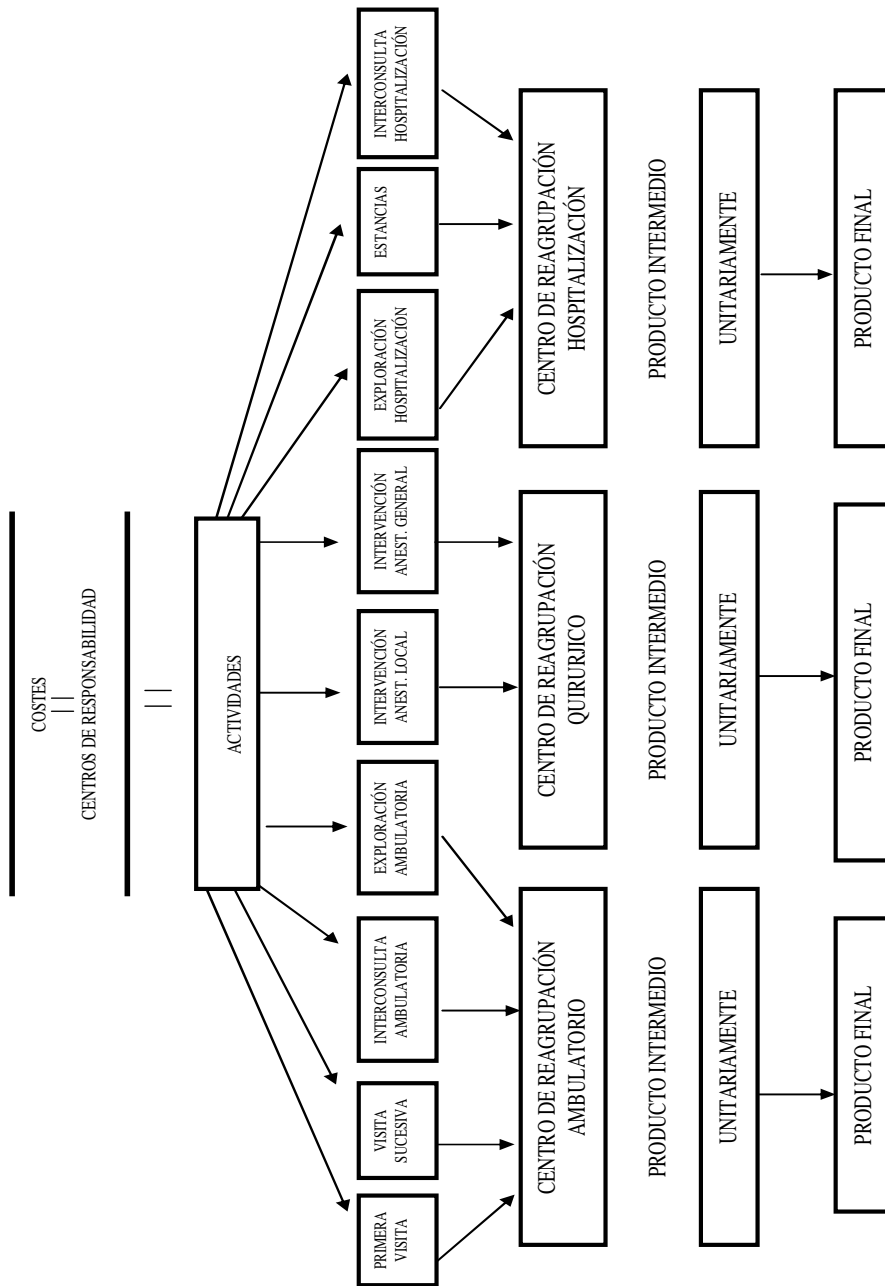 COSTES
CENTROS DE RESPONSABILIDAD
ACTIVIDADES
PRIMERA
VISITA
VISITA
SUCESIVA
INTERCONSULTA
AMBULATORIA
EXPLORACIÓN
AMBULATORIA
INTERVENCIÓN
ANEST. LOCAL
INTERVENCIÓN
ANEST. GENERAL
EXPLORACIÓN
HOSPITALIZACIÓN
ESTANCIAS
INTERCONSULTA
HOSPITALIZACIÓN
CENTRO DE REAGRUPACIÓN
AMBULATORIO
CENTRO DE REAGRUPACIÓN
QUIRURJICO
CENTRO DE REAGRUPACIÓN
HOSPITALIZACIÓN
PRODUCTO INTERMEDIO
PRODUCTO INTERMEDIO
PRODUCTO INTERMEDIO
UNITARIAMENTE
UNITARIAMENTE
UNITARIAMENTE
PRODUCTO FINAL
PRODUCTO FINAL
PRODUCTO FINAL